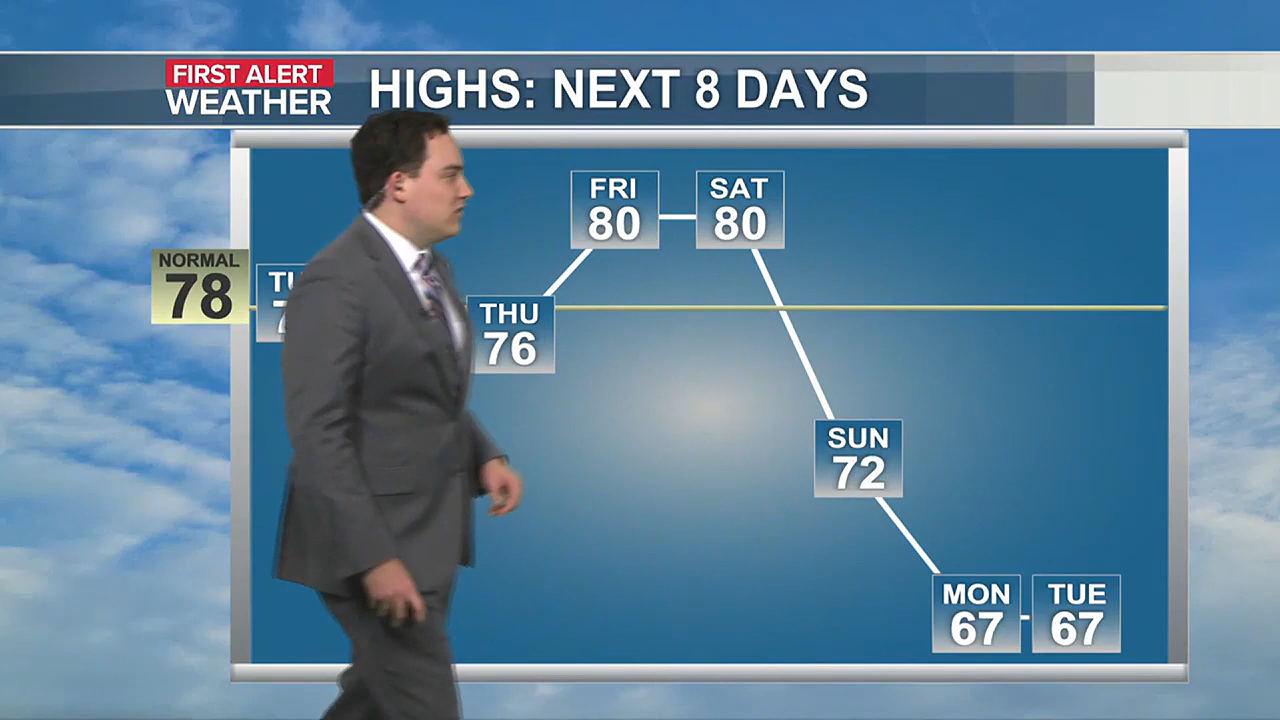 FIRST ALERT
WEATHER
HIGHS: NEXT 8 DAYS
NORMAL
78
THU
76
FRI
80
SAT
80
SUN
72
MON
67
TUE
67